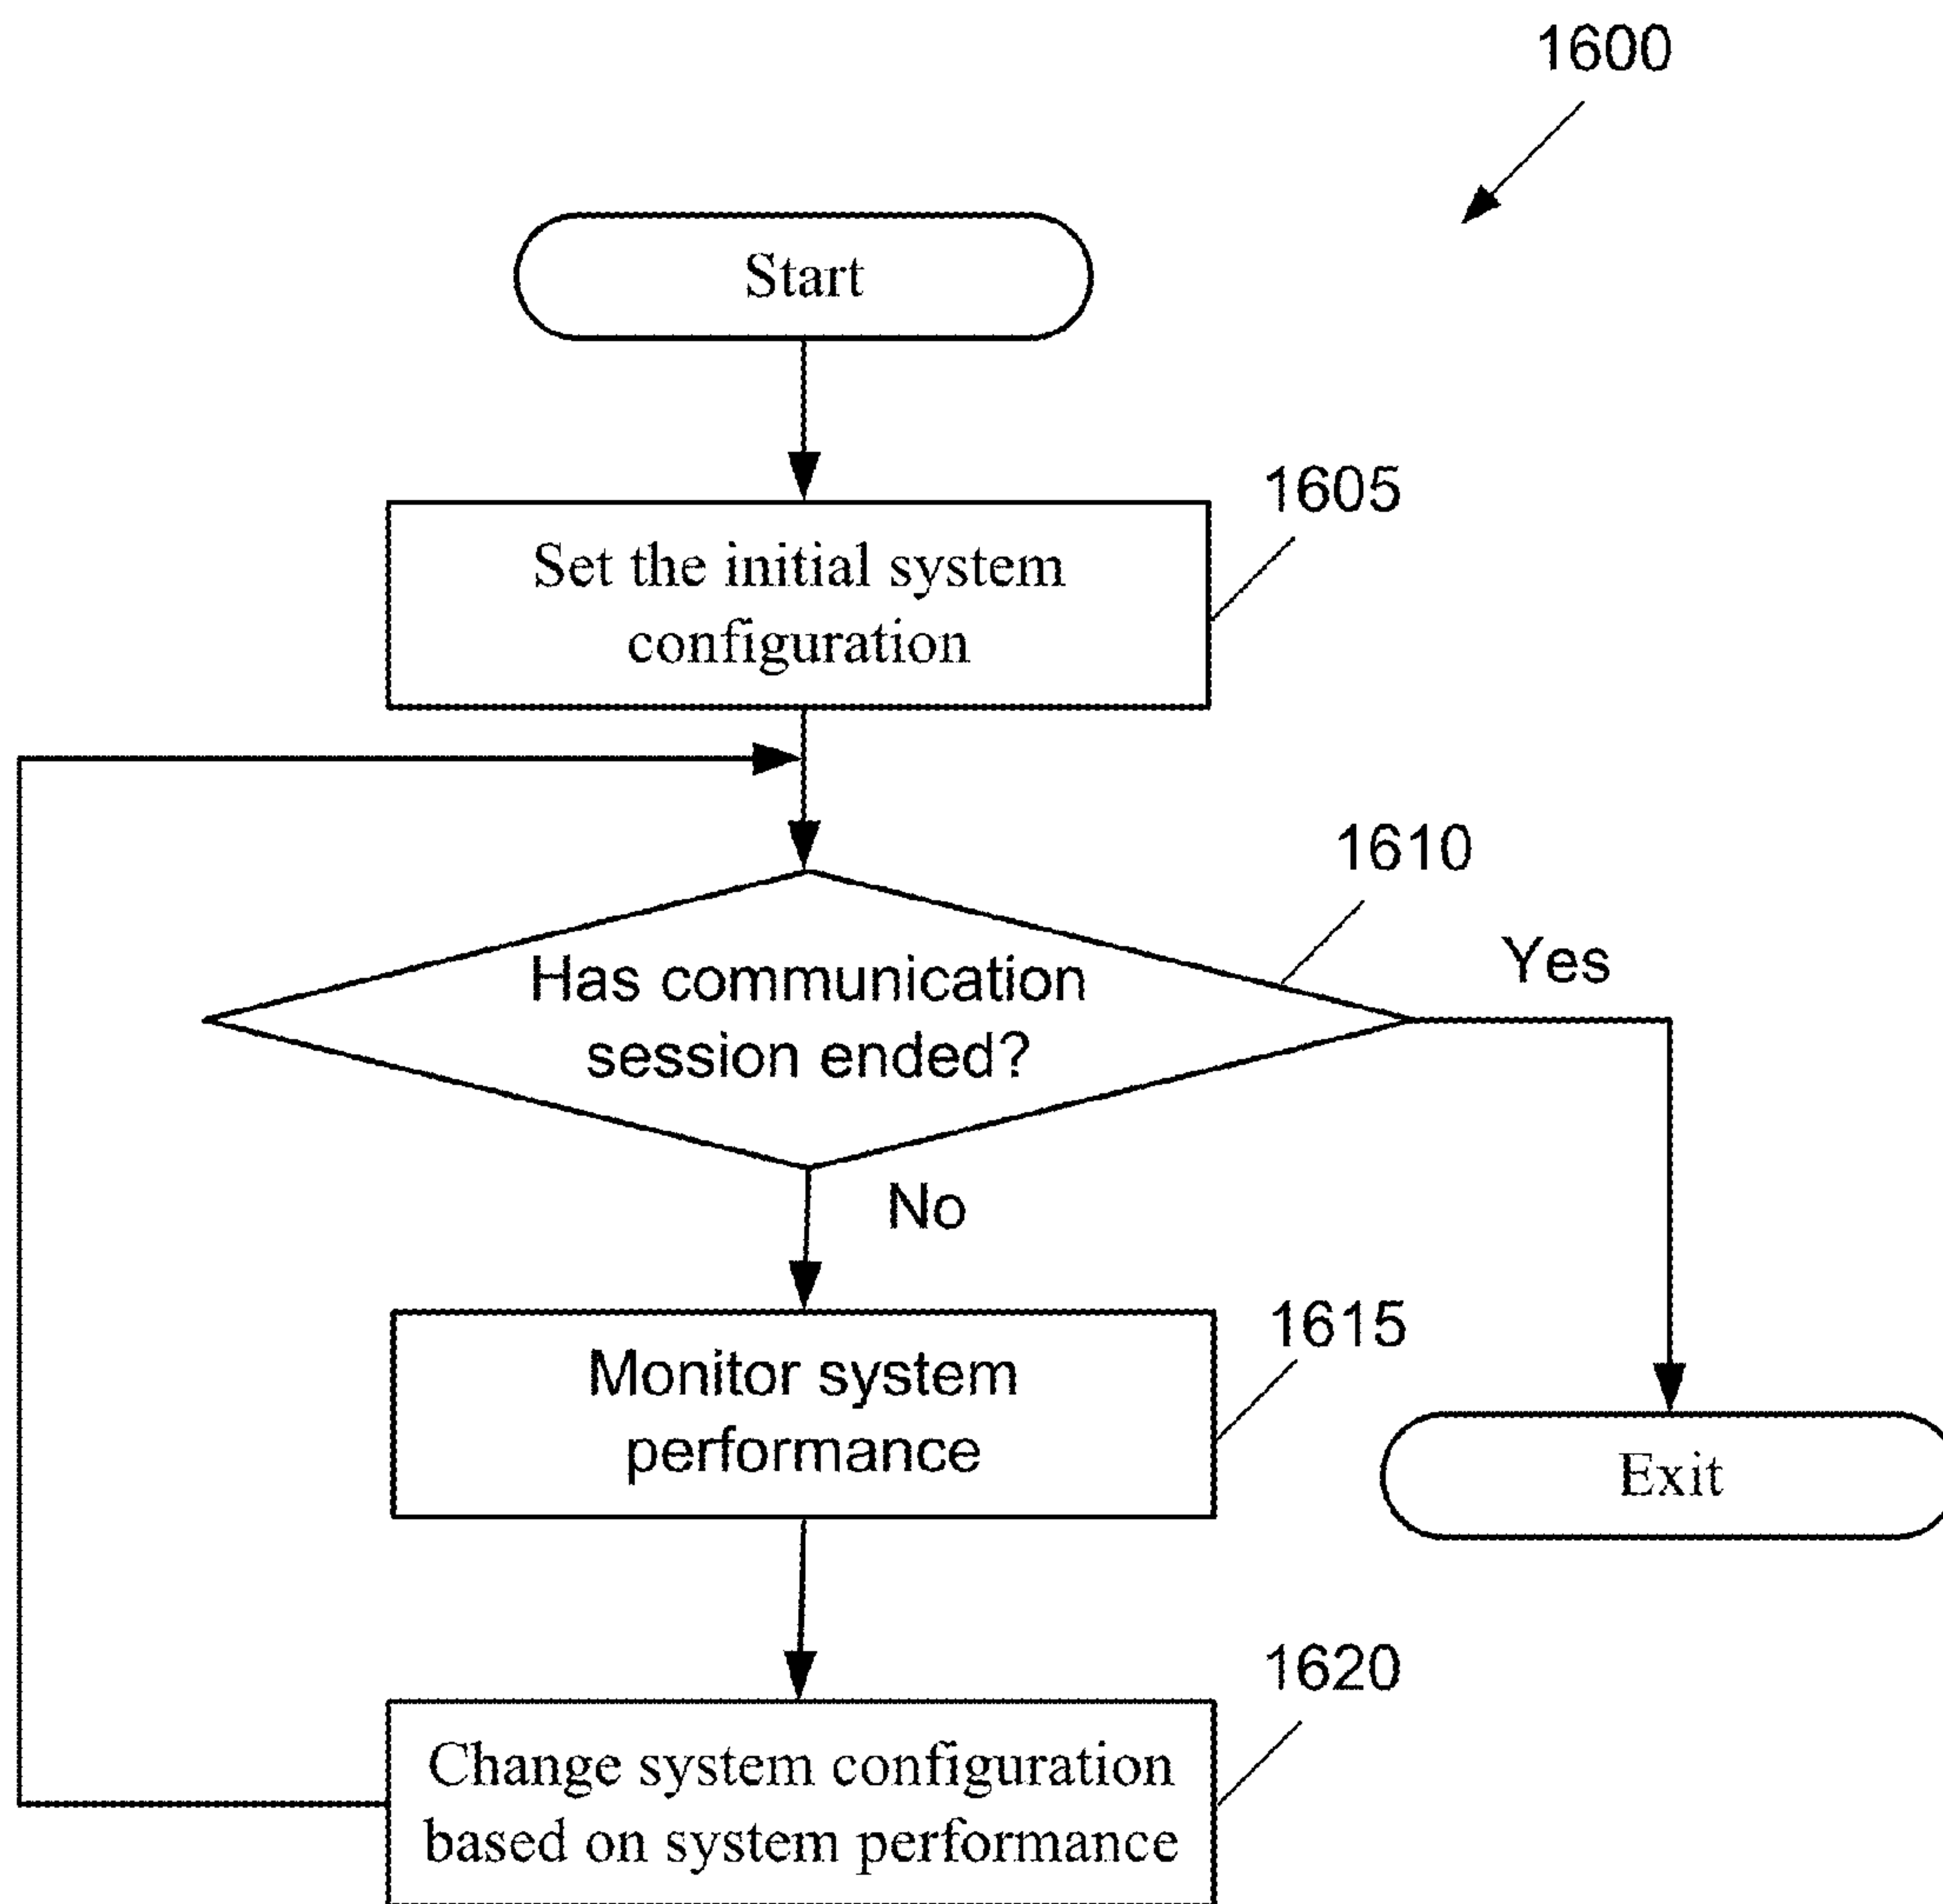 1600
Start
1605
Set the initial system
configuration
1610
Has communication
session ended?
Yes
No
1615
Monitor system
performance
Exit
1620
Change system configuration
based on system performance